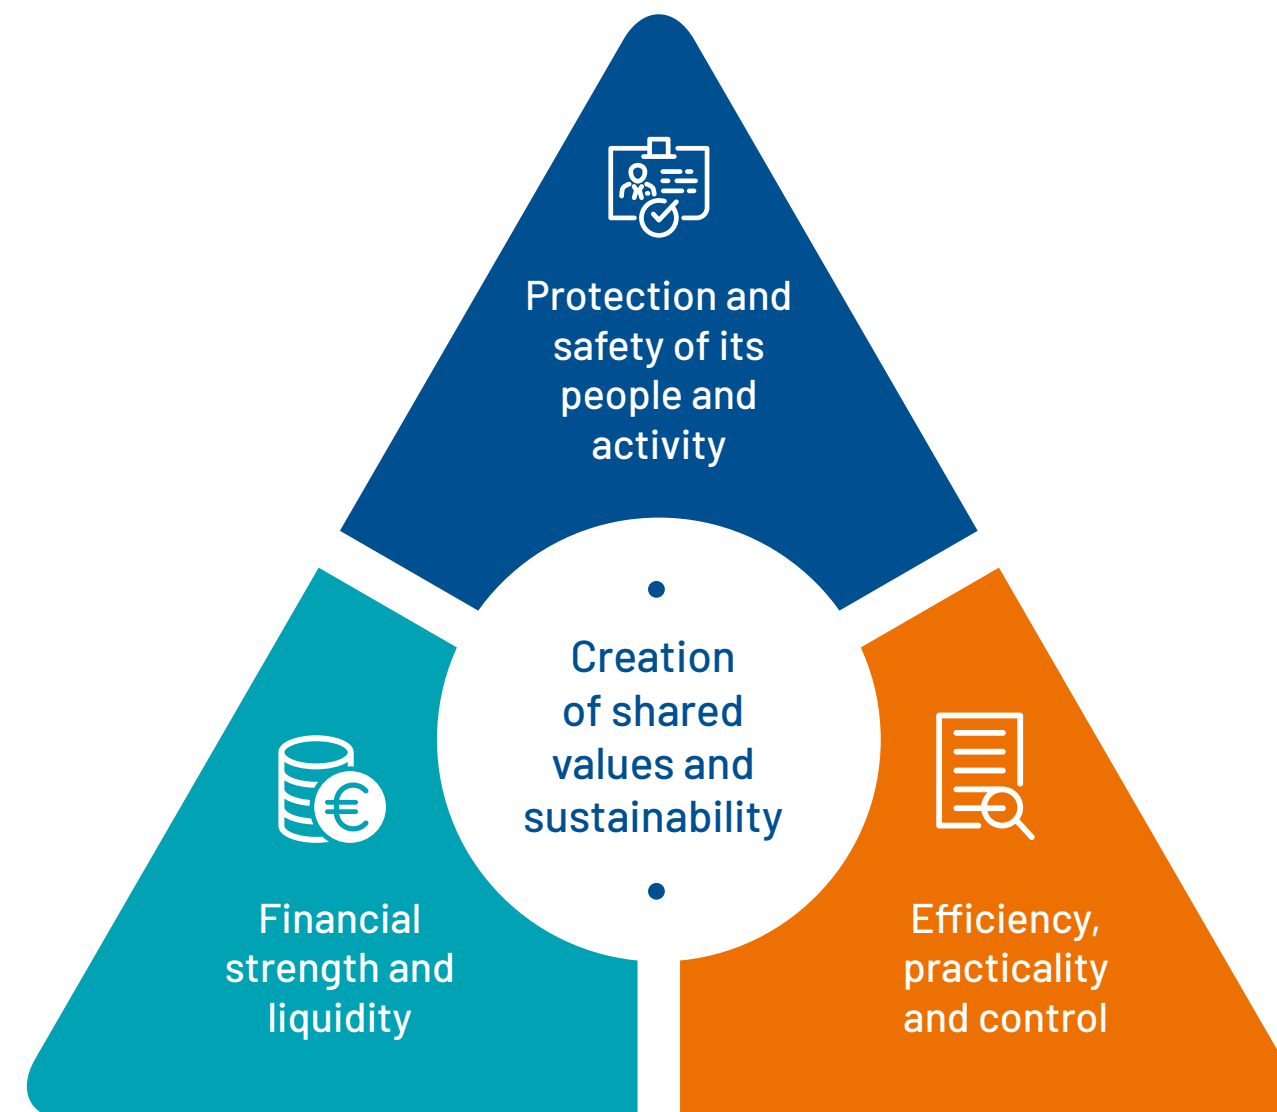 Protection and
safety of its
people and
activity
Creation
of shared
values and
sustainability
Financial
strength and
liquidity
Efficiency,
practicality
and control